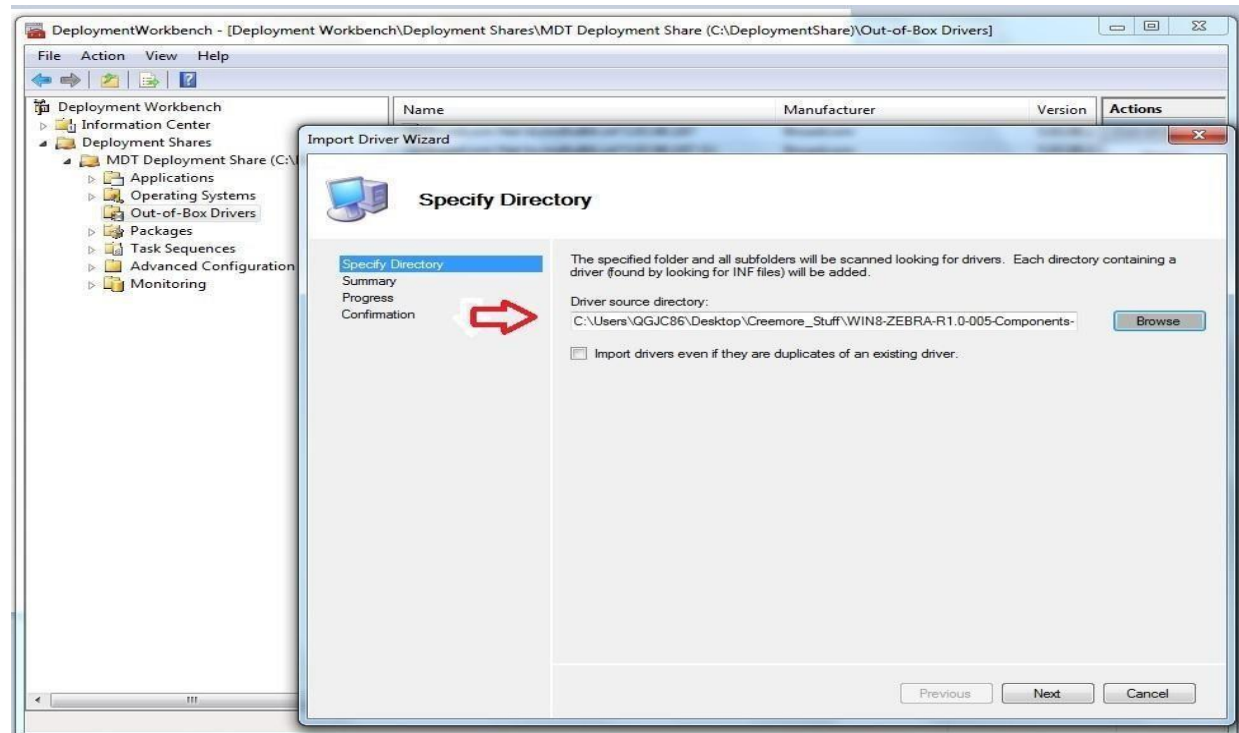 DeploymentWorkbench - [Deployment Workbench\Deployment Shares\MDT Deployment Share (C:\DeploymentShare)\Out-of-Box Drivers]
File Action View Help
Deployment Workbench
Information Center
Deployment Shares
MDT Deployment Share (C:\
Applications
Operating Systems
Out-of-Box Drivers
Packages
Task Sequences
Advanced Configuration
Monitoring
Name Manufacturer Version Actions
Import Driver Wizard
Specify Directory
Specify Directory
Summary
Progress
Confirmation
The specified folder and all subfolders will be scanned looking for drivers. Each directory containing a
driver (found by looking for INF files) will be added.
Driver source directory:
C:\Users\QGJC86\Desktop\Creemore_Stuff\WIN8-ZEBRA-R1.0-005-Components-
Browse
Import drivers even if they are duplicates of an existing driver.
Previous Next Cancel